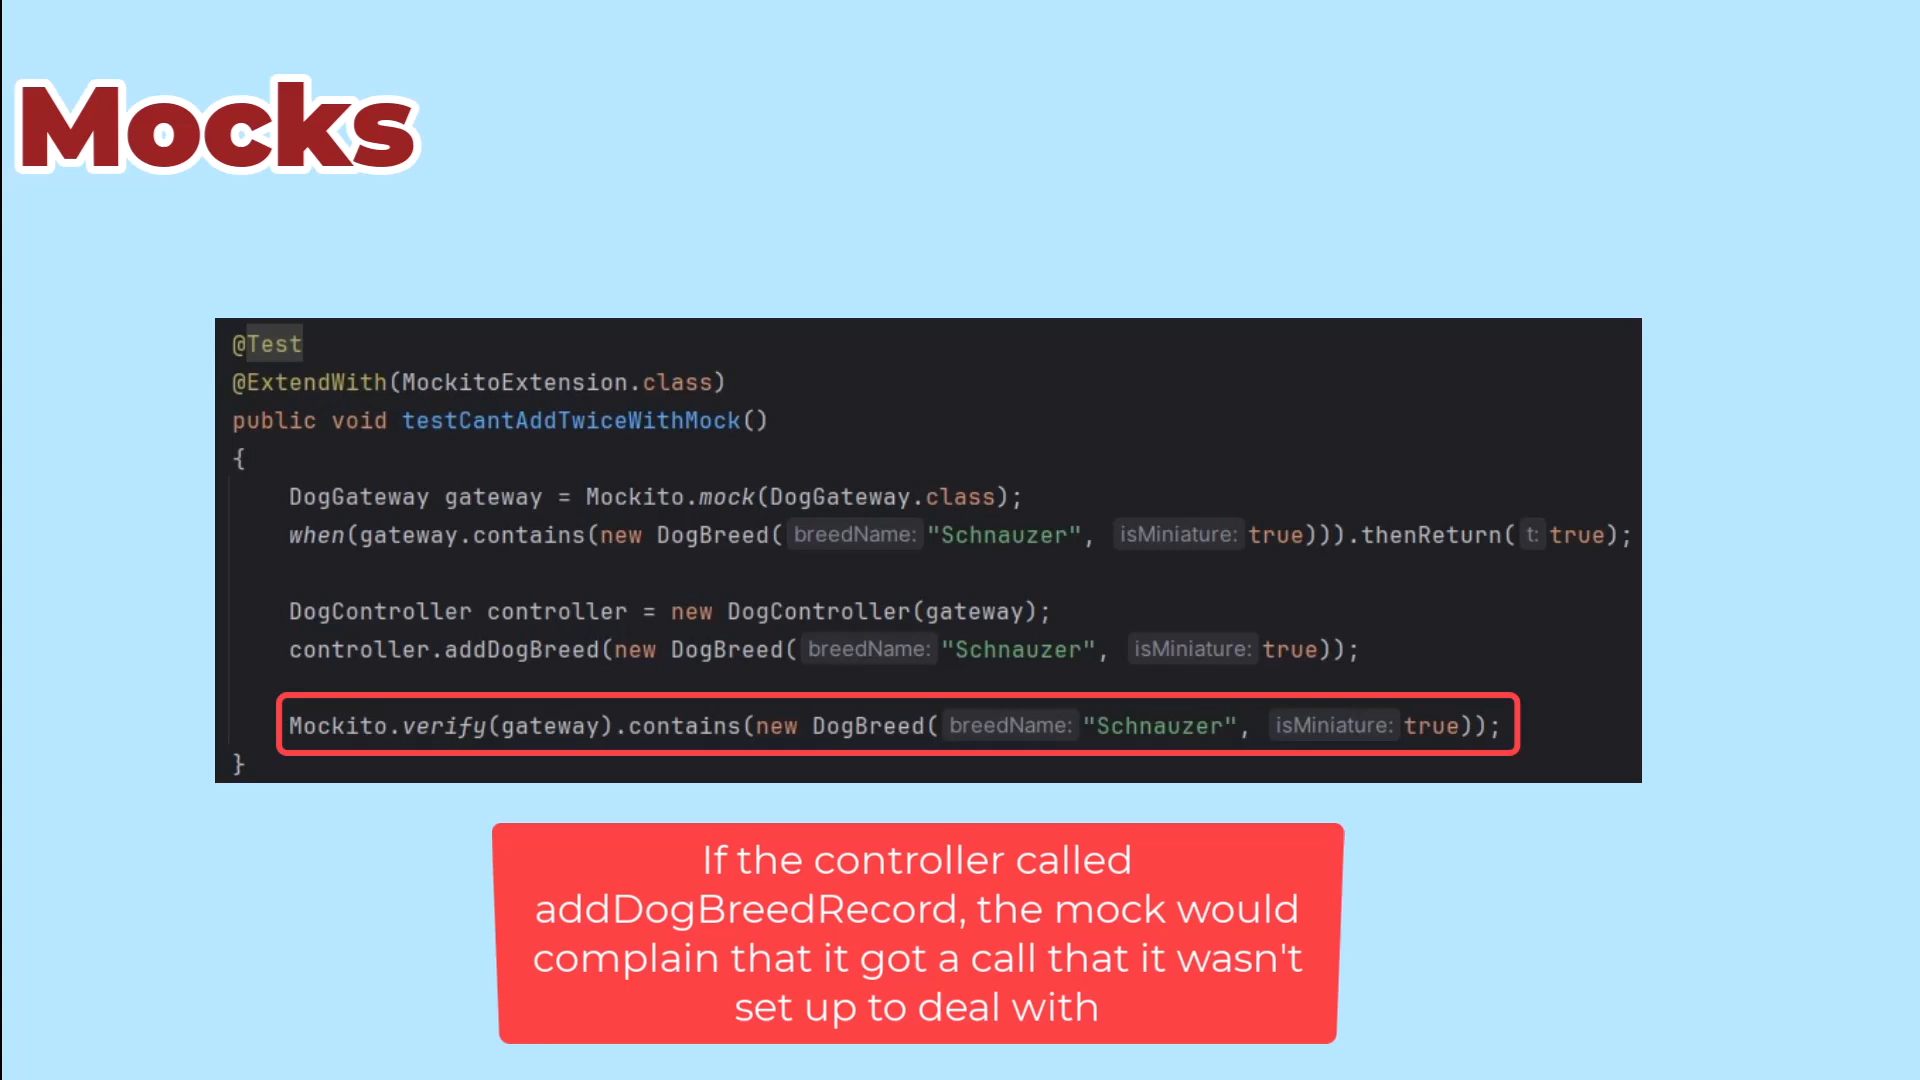 Mocks
@Test
@ExtendWith(MockitoExtension.class)
public void testCantAddTwiceWithMock()
{
DogGateway gateway = Mockito.mock(DogGateway.class);
when(gateway.contains(new DogBreed( breedName: "Schnauzer", isMiniature: true))).thenReturn( t: true);
DogController controller = new DogController(gateway);
controller.addDogBreed(new DogBreed( breedName: "Schnauzer", isMiniature: true));
Mockito.verify(gateway).contains(new DogBreed( breedName: "Schnauzer", isMiniature: true));
}
If the controller called
addDogBreedRecord, the mock would
complain that it got a call that it wasn't
set up to deal with